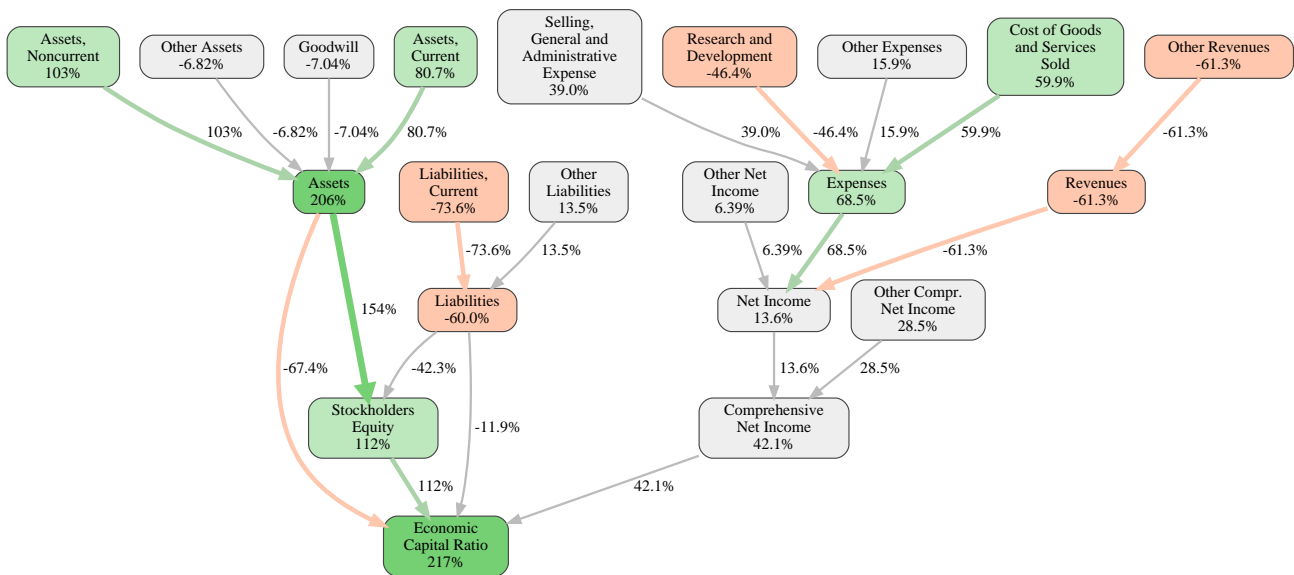 Assets,
Noncurrent
103%
Other Assets
-6.82%
Goodwill
-7.04%
Assets,
Current
80.7%
Selling,
General and
Administrative
Expense
39.0%
Research and
Development
-46.4%
Other Expenses
15.9%
Cost of Goods
and Services
Sold
59.9%
Other Revenues
-61.3%
103%
-6.82%
-7.04%
80.7%
39.0%
-46.4%
15.9%
59.9%
-61.3%
Assets
206%
Liabilities,
Current
-73.6%
Other
Liabilities
13.5%
Other Net
Income
6.39%
Expenses
68.5%
Revenues
-61.3%
-73.6%
13.5%
6.39%
68.5%
-61.3%
154%
Liabilities
-60.0%
Net Income
13.6%
Other Compr.
Net Income
28.5%
-67.4%
-42.3%
13.6%
28.5%
Stockholders
Equity
112%
-11.9%
Comprehensive
Net Income
42.1%
112%
42.1%
Economic
Capital Ratio
217%